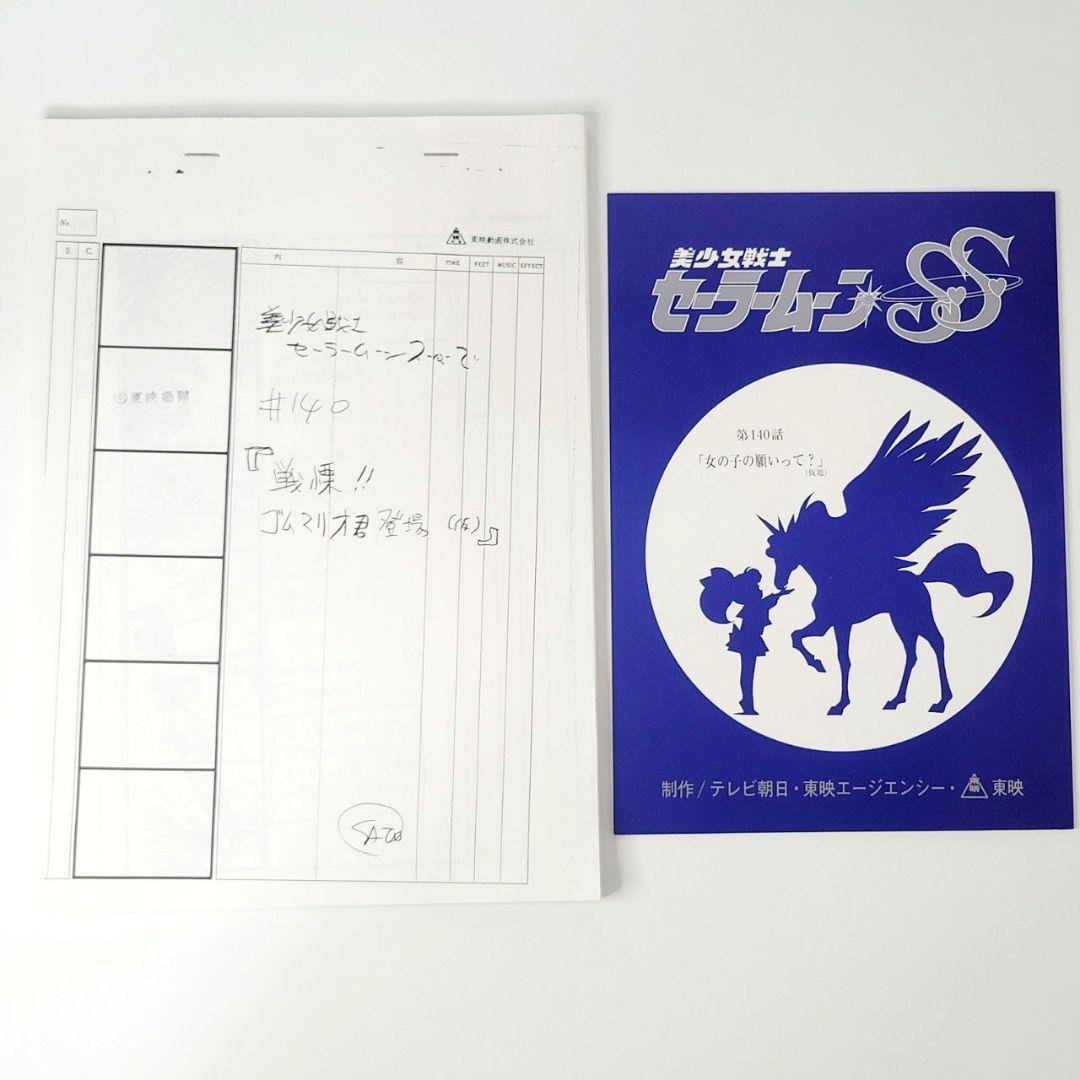 No.
東映動画株式会社
S. C. 内 容 TIME FEET MUSIC EFFECT
美少女戦士
セーラームーンスーパーズ
#140
『戦慄!!
ゴムマリオ君登場(仮)』
美少女戦士
セーラームーンSS
第140話
「女の子の願いって?」
(仮題)
制作/テレビ朝日・東映エージエンシー・東映 東映